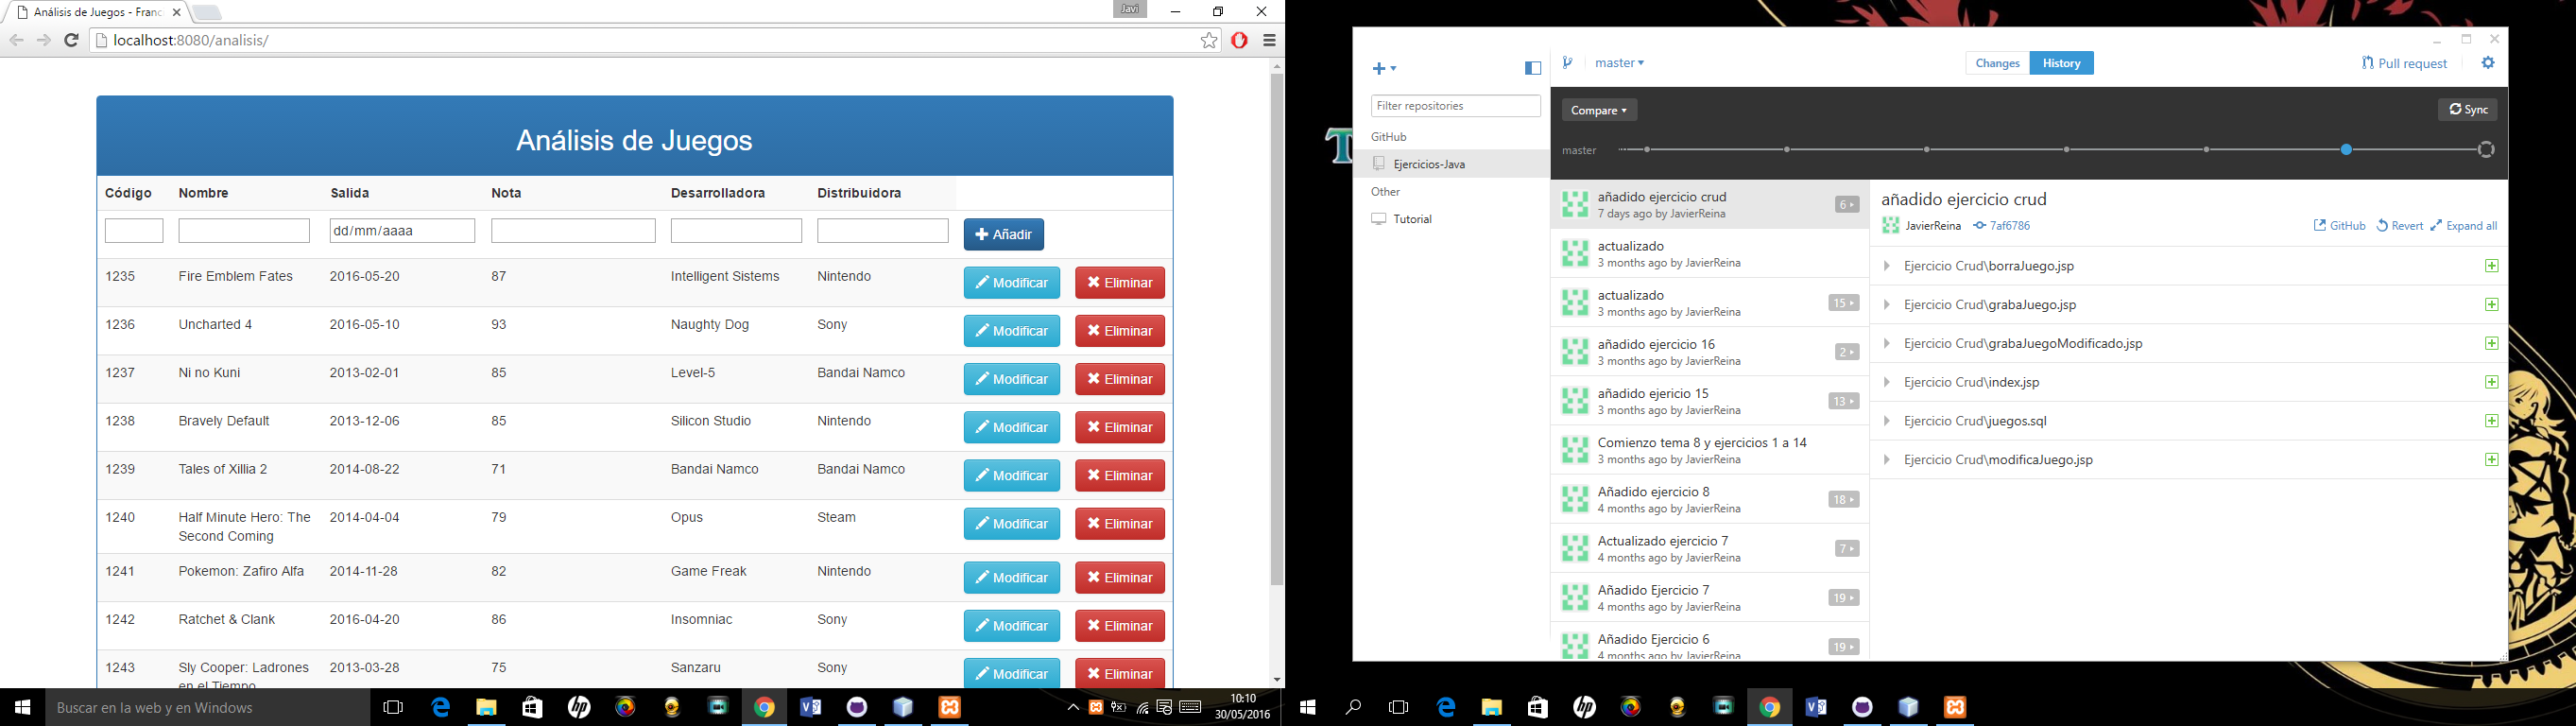 Análisis de Juegos - Franc
Javi
localhost:8080/analisis/
Análisis de Juegos
Código Nombre Salida Nota Desarrolladora Distribuidora
dd/mm/aaaa Añadir
1235 Fire Emblem Fates 2016-05-20 87 Intelligent Sistems Nintendo Modificar Eliminar
1236 Uncharted 4 2016-05-10 93 Naughty Dog Sony Modificar Eliminar
1237 Ni no Kuni 2013-02-01 85 Level-5 Bandai Namco Modificar Eliminar
1238 Bravely Default 2013-12-06 85 Silicon Studio Nintendo Modificar Eliminar
1239 Tales of Xillia 2 2014-08-22 71 Bandai Namco Bandai Namco Modificar Eliminar
1240 Half Minute Hero: The 2014-04-04 79 Opus Steam Modificar Eliminar
Second Coming
1241 Pokemon: Zafiro Alfa 2014-11-28 82 Game Freak Nintendo Modificar Eliminar
1242 Ratchet & Clank 2016-04-20 86 Insomniac Sony Modificar Eliminar
1243 Sly Cooper: Ladrones 2013-03-28 75 Sanzaru Sony Modificar Eliminar
en el Tiempo
Buscar en la web y en Windows
10:10
30/05/2016
master Changes History Pull request
Filter repositories
GitHub
Ejercicios-Java
Other
Tutorial
Compare Sync
master
añadido ejercicio crud 6
7 days ago by JavierReina
actualizado
3 months ago by JavierReina
actualizado 15
3 months ago by JavierReina
añadido ejercicio 16 2
3 months ago by JavierReina
añadido ejericio 15 13
3 months ago by JavierReina
Comienzo tema 8 y ejercicios 1 a 14
3 months ago by JavierReina
Añadido ejercicio 8 18
4 months ago by JavierReina
Actualizado ejercicio 7 7
4 months ago by JavierReina
Añadido Ejercicio 7 19
4 months ago by JavierReina
Añadido Ejercicio 6 19
4 months ago by JavierReina
añadido ejercicio crud
JavierReina 7af6786 GitHub Revert Expand all
Ejercicio Crud\borraJuego.jsp
Ejercicio Crud\grabaJuego.jsp
Ejercicio Crud\grabaJuegoModificado.jsp
Ejercicio Crud\index.jsp
Ejercicio Crud\juegos.sql
Ejercicio Crud\modificaJuego.jsp